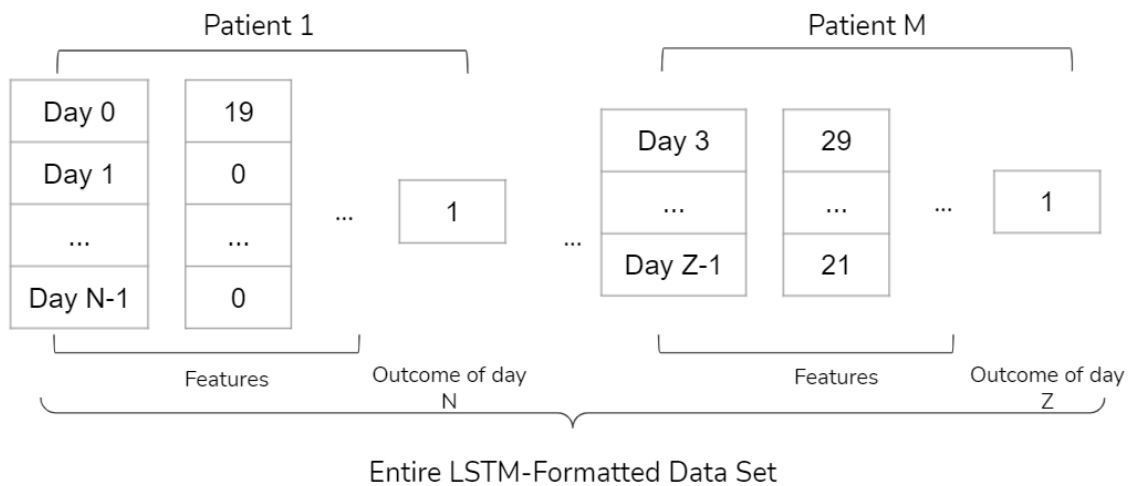 Patient 1
Patient M
Day 0
19
Day 1
0
...
...
Day N-1
0
...
1
...
Day 3
29
...
...
Day Z-1
21
...
1
Features
Outcome of day
N
Features
Outcome of day
Z
Entire LSTM-Formatted Data Set